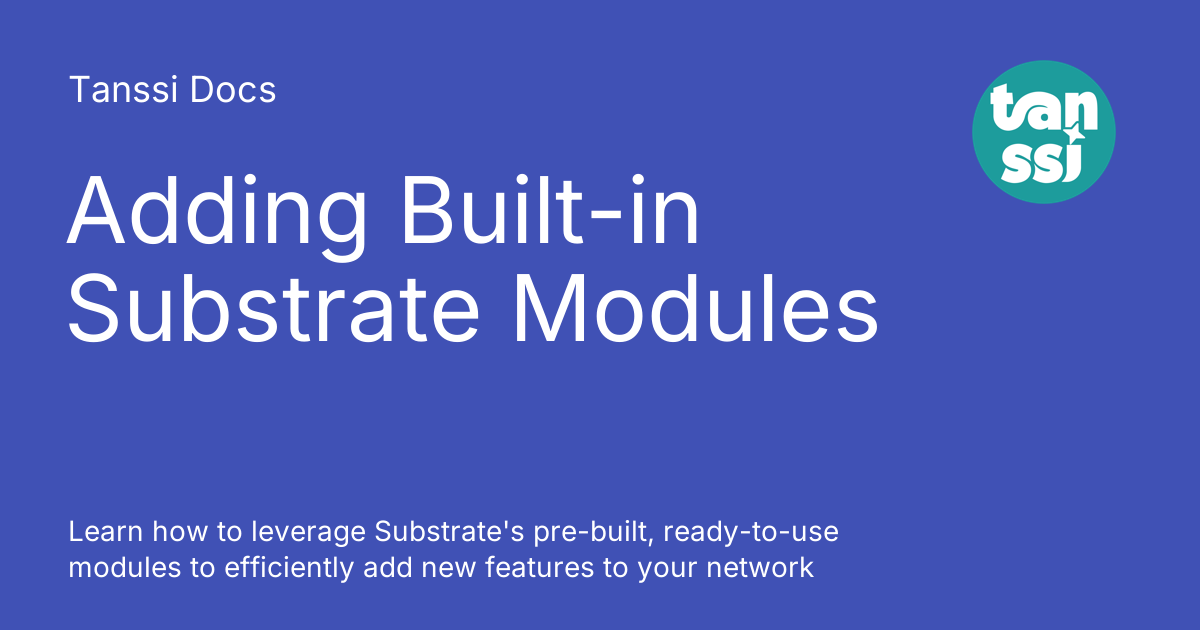 Tanssi Docs
tan
ssi
Adding Built-in
Substrate Modules
Learn how to leverage Substrate's pre-built, ready-to-use
modules to efficiently add new features to your network